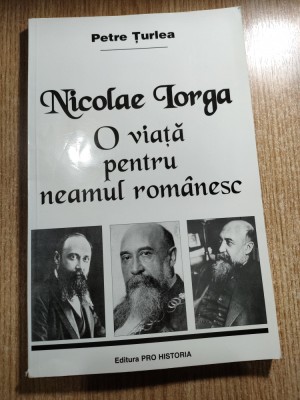 Petre Țurlea
Nicolae Iorga
O viață
pentru
neamul românesc
Editura PRO HISTORIA